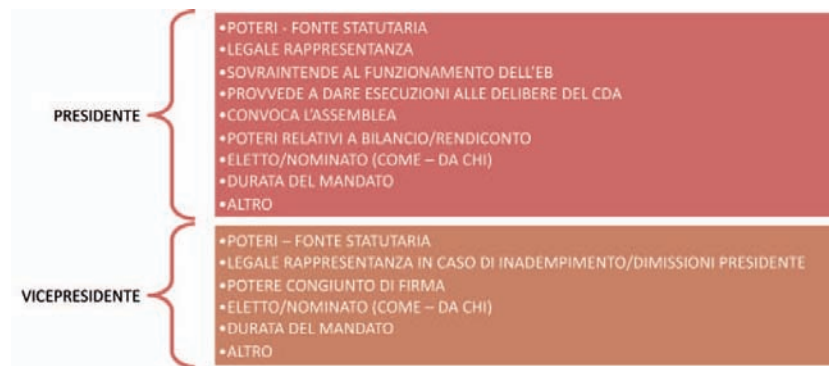 PRESIDENTE
•POTERI - FONTE STATUTARIA
•LEGALE RAPPRESENTANZA
•SOVRAINTENDE AL FUNZIONAMENTO DELL'EB
•PROVVEDE A DARE ESECUZIONI ALLE DELIBERE DEL CDA
•CONVOCA L'ASSEMBLEA
•POTERI RELATIVI A BILANCIO/RENDICONTO
•ELETTO/NOMINATO (COME – DA CHI)
•DURATA DEL MANDATO
•ALTRO
VICEPRESIDENTE
•POTERI – FONTE STATUTARIA
•LEGALE RAPPRESENTANZA IN CASO DI INADEMPIMENTO/DIMISSIONI PRESIDENTE
•POTERE CONGIUNTO DI FIRMA
•ELETTO/NOMINATO (COME – DA CHI)
•DURATA DEL MANDATO
•ALTRO